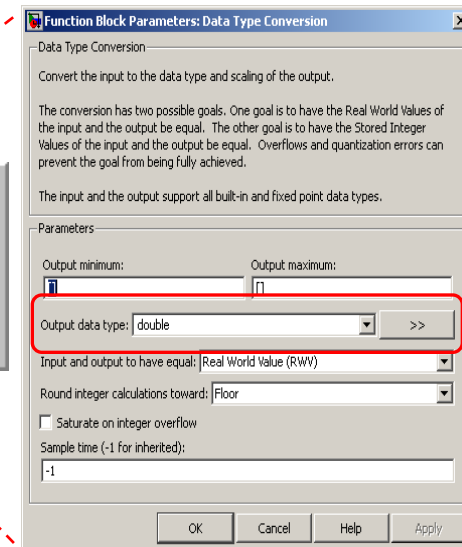 Function Block Parameters: Data Type Conversion
Data Type Conversion
Convert the input to the data type and scaling of the output.
The conversion has two possible goals. One goal is to have the Real World Values of
the input and the output be equal. The other goal is to have the Stored Integer
Values of the input and the output be equal. Overflows and quantization errors can
prevent the goal from being fully achieved.
The input and the output support all built-in and fixed point data types.
Parameters
Output minimum: Output maximum:
[] []
Output data type: double >>
Input and output to have equal: Real World Value (RWV)
Round integer calculations toward: Floor
Saturate on integer overflow
Sample time (-1 for inherited):
-1
OK Cancel Help Apply